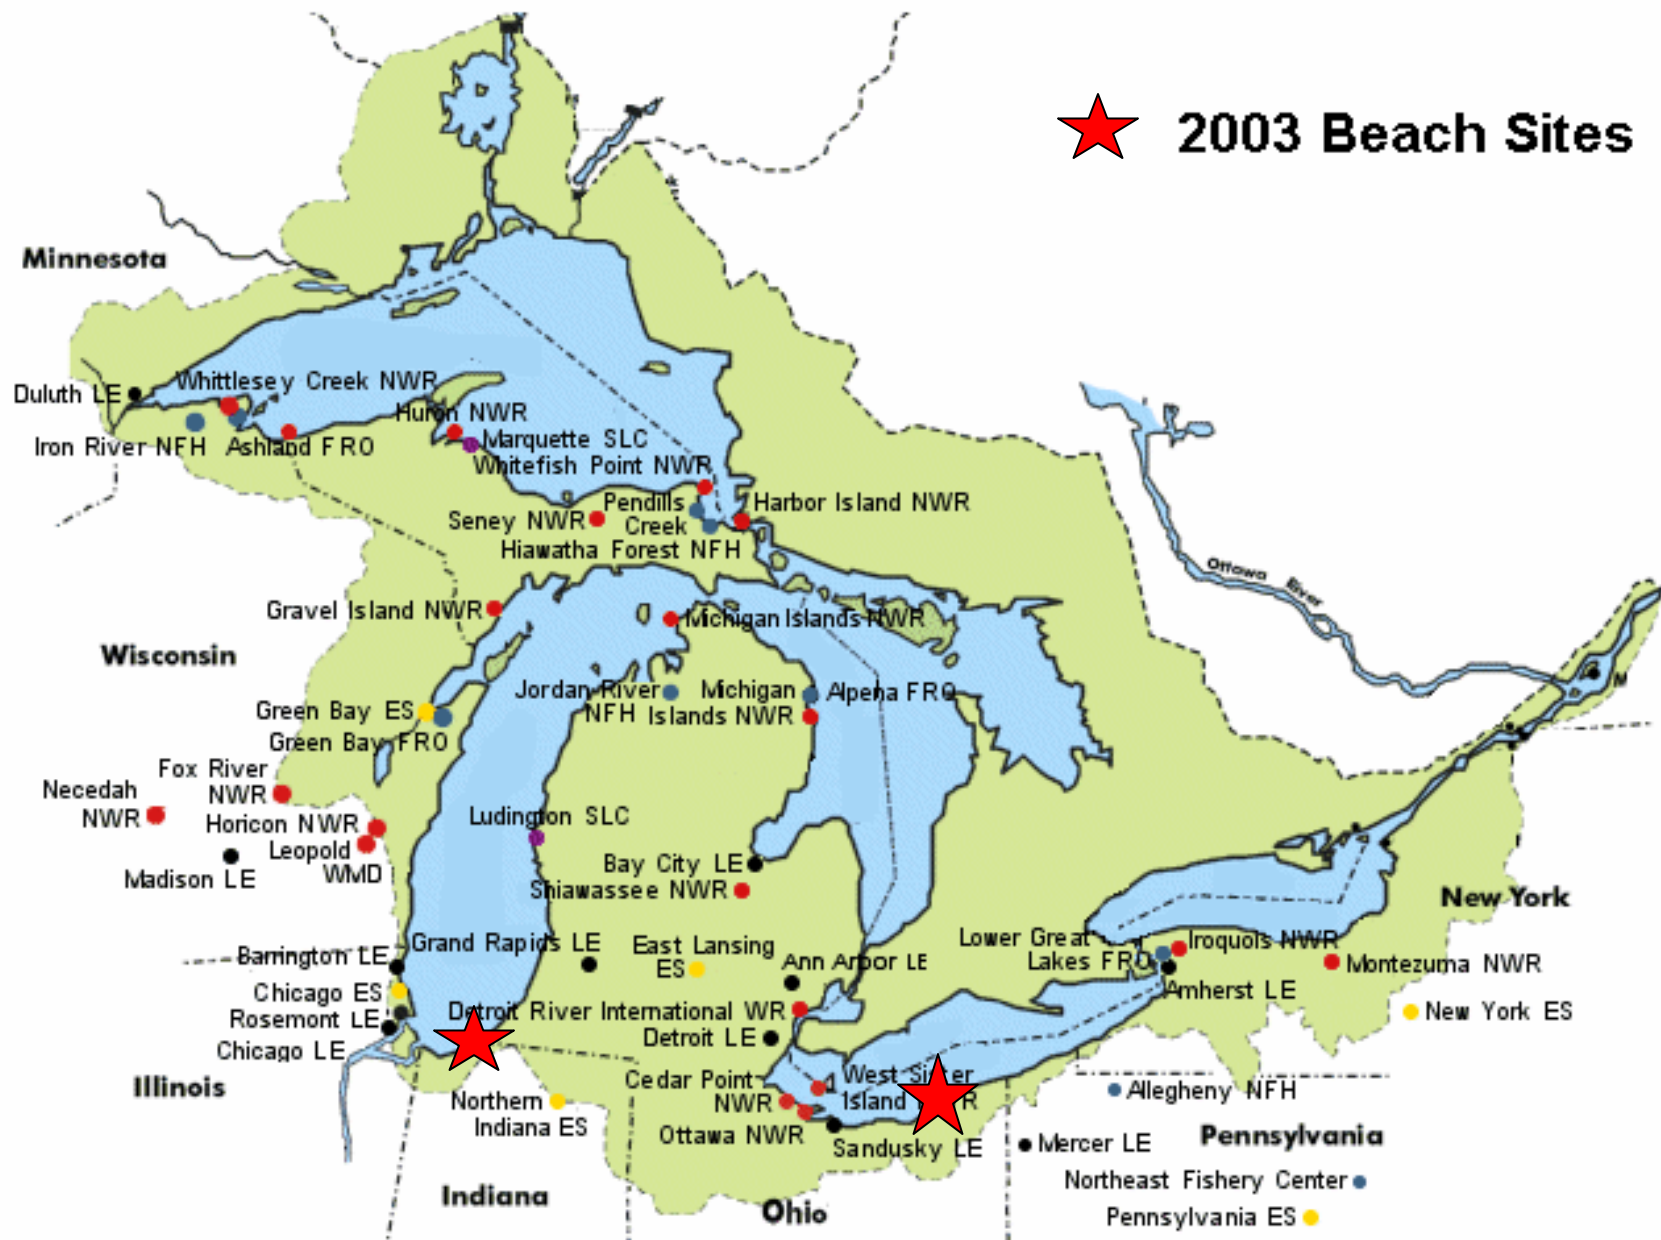 2003 Beach Sites
Minnesota
Duluth LE
Whittlesey Creek NWR
Iron River NFH
Ashland FRO
Huron NWR
Marquette SLC
Whitefish Point NWR
Seney NWR
Pendills
Creek
Harbor Island NWR
Hiawatha Forest NFH
Ottawa River
Gravel Island NWR
Michigan Islands NWR
Wisconsin
Jordan River
NFH
Michigan
Islands NWR
Alpena FRO
Green Bay ES
Green Bay FRO
Fox River
NWR
Necedah
NWR
Horicon NWR
Leopold
WMD
Madison LE
Ludington SLC
Bay City LE
Shiawassee NWR
New York
Barrington LE
Grand Rapids LE
East Lansing
ES
Ann Arbor LE
Lower Great
Lakes FRO
Iroquois NWR
Montezuma NWR
Amherst LE
New York ES
Chicago ES
Rosemont LE
Chicago LE
Detroit River International WR
Detroit LE
Illinois
Northern
Indiana ES
Cedar Point
NWR
West Sister
Island
Ottawa NWR
Sandusky LE
Allegheny NFH
Mercer LE
Pennsylvania
Northeast Fishery Center
Pennsylvania ES
Indiana
Ohio